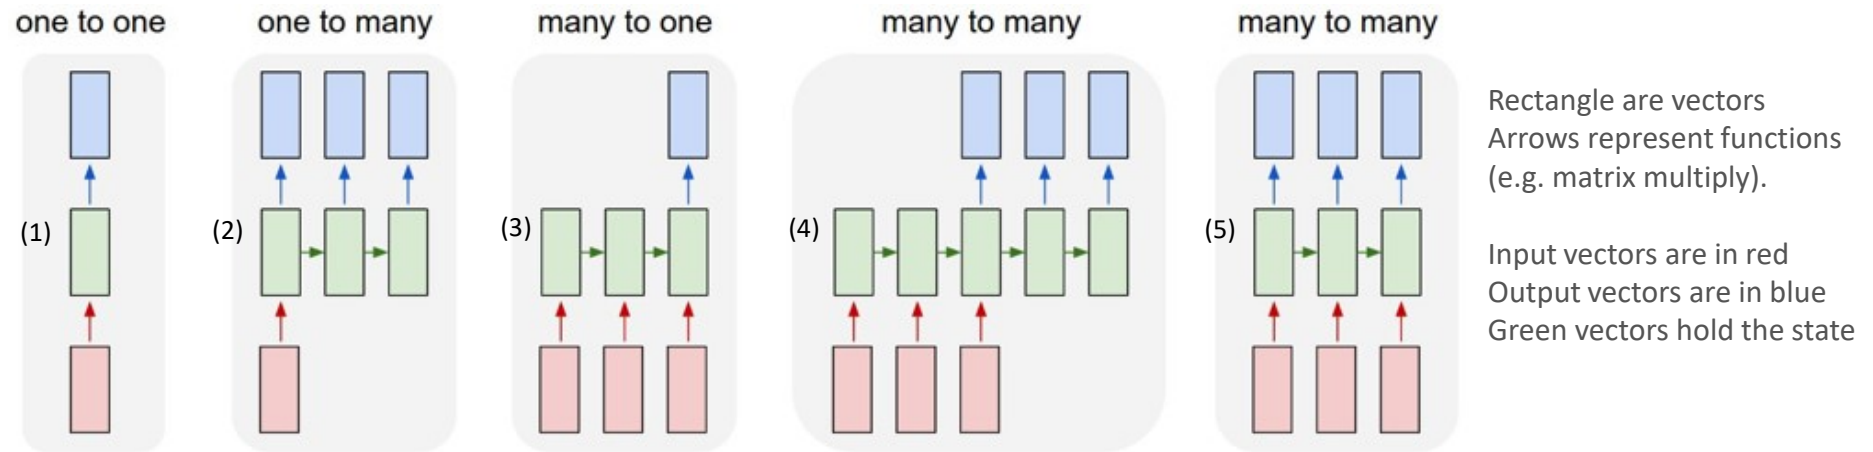 one to one
one to many
many to one
many to many
many to many
(1)
(2)
(3)
(4)
(5)
Rectangle are vectors
Arrows represent functions
(e.g. matrix multiply).
Input vectors are in red
Output vectors are in blue
Green vectors hold the state